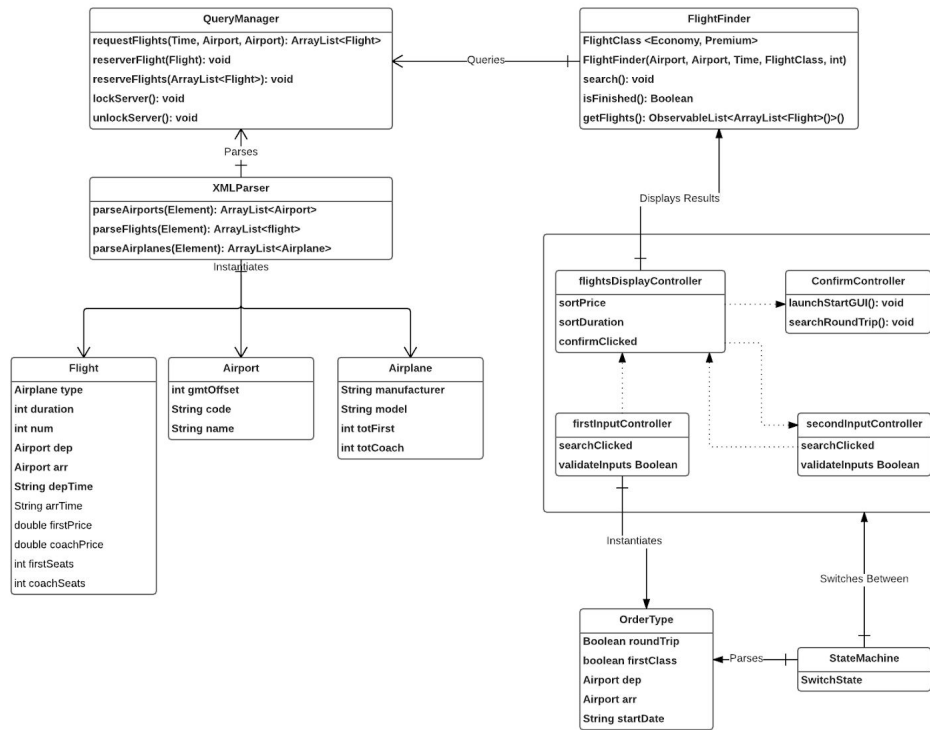 QueryManager
requestFlights(Time, Airport, Airport): ArrayList<Flight>
reserverFlight(Flight): void
reserveFlights(ArrayList<Flight>): void
lockServer(): void
unlockServer(): void
Queries
FlightFinder
FlightClass <Economy, Premium>
FlightFinder(Airport, Airport, Time, FlightClass, int)
search(): void
isFinished(): Boolean
getFlights(): ObservableList<ArrayList<Flight()>()
Parses
XMLParser
parseAirports(Element): ArrayList<Airport>
parseFlights(Element): ArrayList<flight>
parseAirplanes(Element): ArrayList<Airplane>
Instantiates
Displays Results
Flight
Airplane type
int duration
int num
Airport dep
Airport arr
String depTime
String arrTime
double firstPrice
double coachPrice
int firstSeats
int coachSeats
Airport
int gmtOffset
String code
String name
Airplane
String manufacturer
String model
int totFirst
int totCoach
flightsDisplayController
sortPrice
sortDuration
confirmClicked
ConfirmController
launchStartGUI(): void
searchRoundTrip(): void
firstInputController
searchClicked
validateInputs Boolean
secondInputController
searchClicked
validateInputs Boolean
Instantiates
Switches Between
OrderType
Boolean roundTrip
boolean firstClass
Airport dep
Airport arr
String startDate
Parses
StateMachine
SwitchState